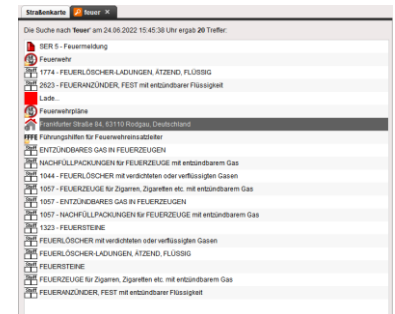 Straßenkarte feuer ×
Die Suche nach 'feuer' am 24.06.2022 15:45:38 Uhr ergab 20 Treffer:
SER 5 - Feuermeldung
Feuerwehr
1774 - FEUERLÖSCHER-LADUNGEN, ÄTZEND, FLÜSSIG
2623 - FEUERANZÜNDER, FEST mit entzündbarer Flüssigkeit
Lade...
Feuerwehrpläne
Frankfurter Straße 84, 63110 Rodgau, Deutschland
FFFE Führungshilfen für Feuerwehreinsatzleiter
ENTZÜNDBARES GAS IN FEUERZEUGEN
NACHFÜLLPACKUNGEN für FEUERZEUGE mit entzündbarem Gas
1044 - FEUERLÖSCHER mit verdichteten oder verflüssigten Gasen
1057 - FEUERZEUGE für Zigarren, Zigaretten etc. mit entzündbarem Gas
1057 - ENTZÜNDBARES GAS IN FEUERZEUGEN
1057 - NACHFÜLLPACKUNGEN für FEUERZEUGE mit entzündbarem Gas
1323 - FEUERSTEINE
FEUERLÖSCHER mit verdichteten oder verflüssigten Gasen
FEUERLÖSCHER-LADUNGEN, ÄTZEND, FLÜSSIG
FEUERSTEINE
FEUERZEUGE für Zigarren, Zigaretten etc. mit entzündbarem Gas
FEUERANZÜNDER, FEST mit entzündbarer Flüssigkeit